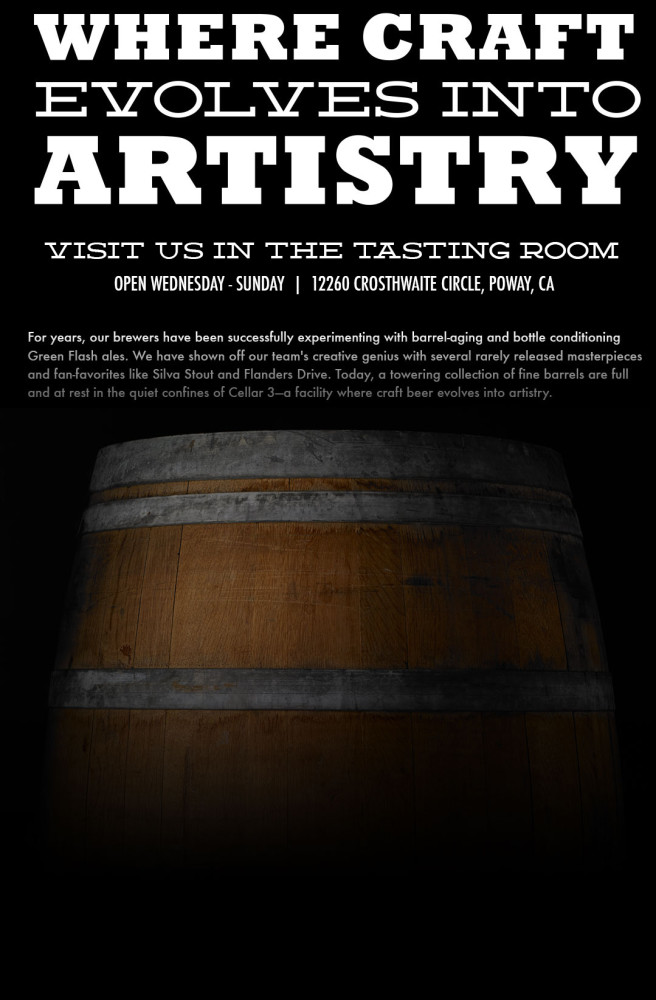 WHERE CRAFT
EVOLVES INTO
ARTISTRY
VISIT US IN THE TASTING ROOM
OPEN WEDNESDAY - SUNDAY | 12260 CROSTHWAITE CIRCLE, POWAY, CA
For years, our brewers have been successfully experimenting with barrel-aging and bottle conditioning
Green Flash ales. We have shown off our team's creative genius with several rarely released masterpieces
and fan-favorites like Silva Stout and Flanders Drive. Today, a towering collection of fine barrels are full
and at rest in the quiet confines of Cellar 3—a facility where craft beer evolves into artistry.